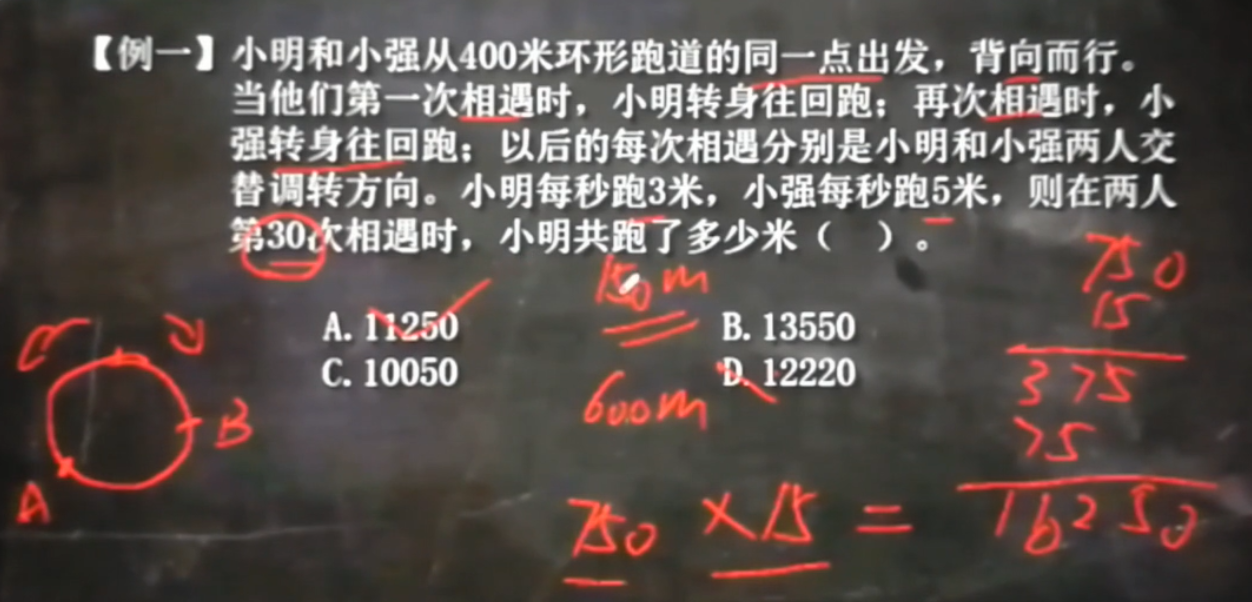 【例一】小明和小强从400米环形跑道的同一点出发，背向而行。
当他们第一次相遇时，小明转身往回跑；再次相遇时，小
强转身往回跑；以后的每次相遇分别是小明和小强两人交
替调转方向。小明每秒跑3米，小强每秒跑5米，则在两人
第30次相遇时，小明共跑了多少米（ ）。
150m
A. 11250
B. 13550
C. 10050
D. 12220
600m
A
B
750
15
375
75
750 × 15 = 16250